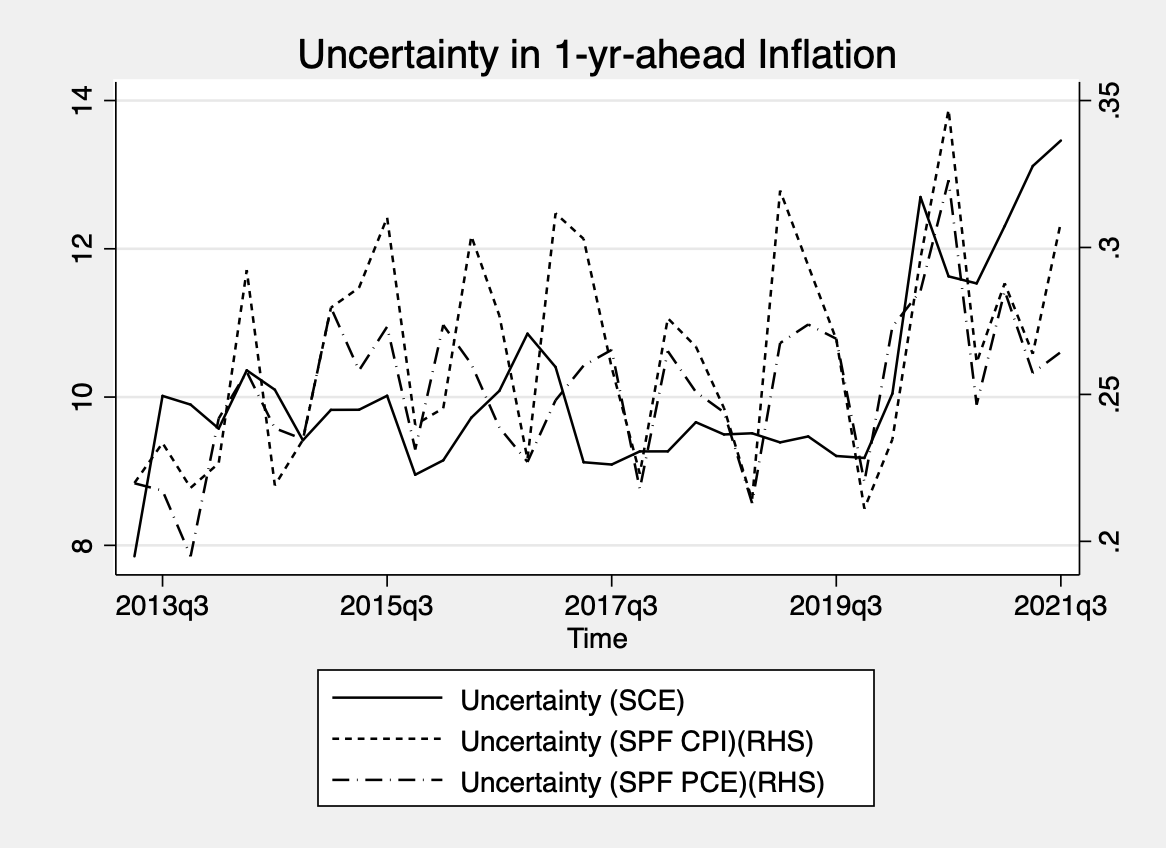 Uncertainty in 1-yr-ahead Inflation
14
12
10
8
.35
.3
.25
.2
2013q3 2015q3 2017q3 2019q3 2021q3
Time
Uncertainty (SCE)
Uncertainty (SPF CPI)(RHS)
Uncertainty (SPF PCE)(RHS)